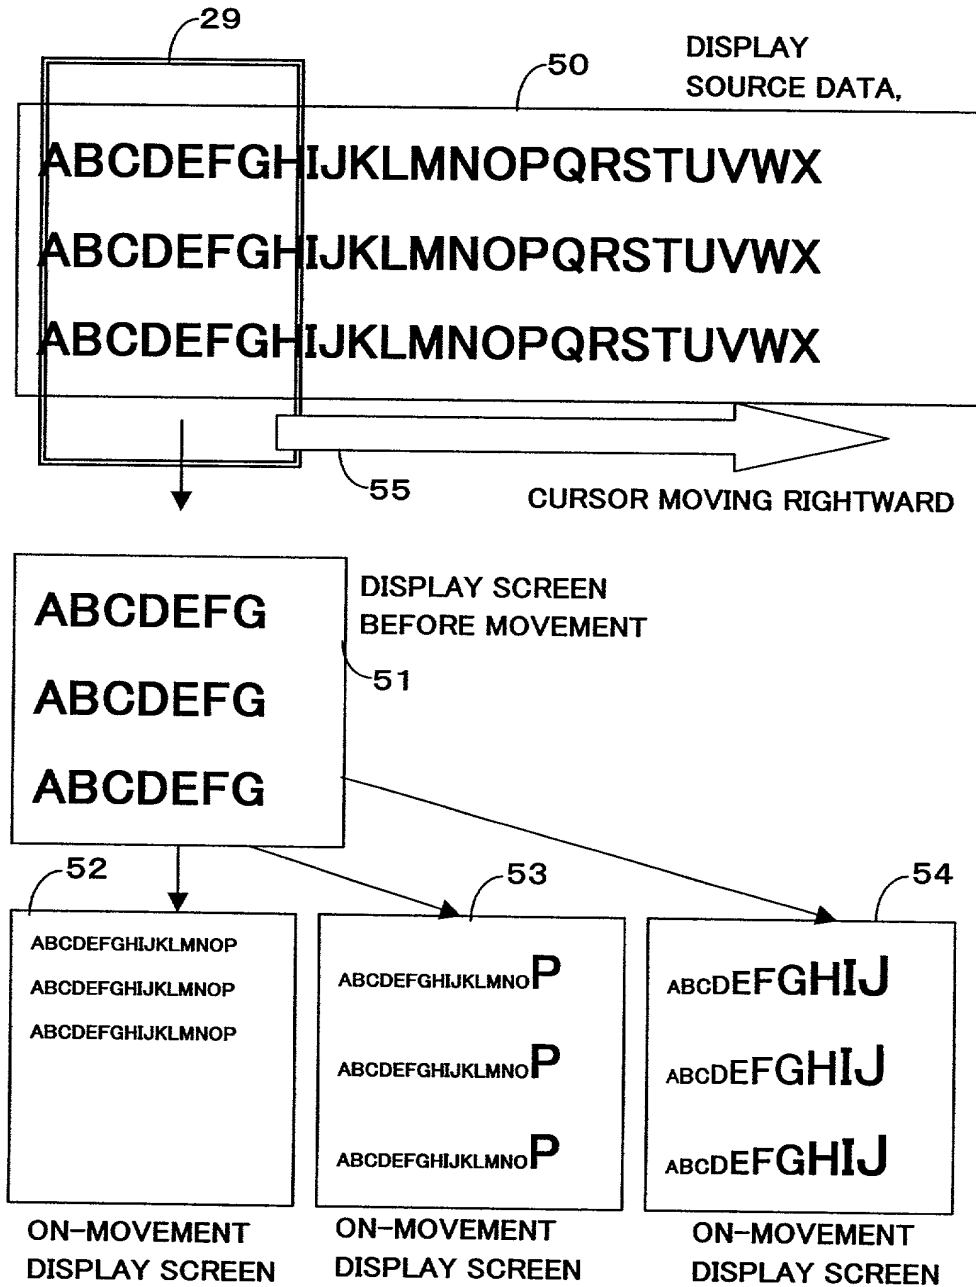 29
50
DISPLAY
SOURCE DATA,
ABCDEFGHIJKLMNOPQRSTUVWX
ABCDEFGHIJKLMNOPQRSTUVWX
ABCDEFGHIJKLMNOPQRSTUVWX
55
CURSOR MOVING RIGHTWARD
DISPLAY SCREEN
BEFORE MOVEMENT
51
ABCDEFG
ABCDEFG
ABCDEFG
52
ABCDEFGHIJKLMNOP
ABCDEFGHIJKLMNOP
ABCDEFGHIJKLMNOP
ON-MOVEMENT
DISPLAY SCREEN
53
ABCDEFGHIJKLMNOP
ABCDEFGHIJKLMNOP
ABCDEFGHIJKLMNOP
ON-MOVEMENT
DISPLAY SCREEN
54
ABCDEFGHIJ
ABCDEFGHIJ
ABCDEFGHIJ
ON-MOVEMENT
DISPLAY SCREEN